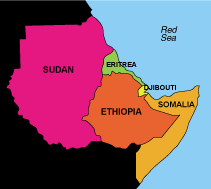 Red
Sea
SUDAN
ERITREA
DJIBOUTI
ETHIOPIA
SOMALIA